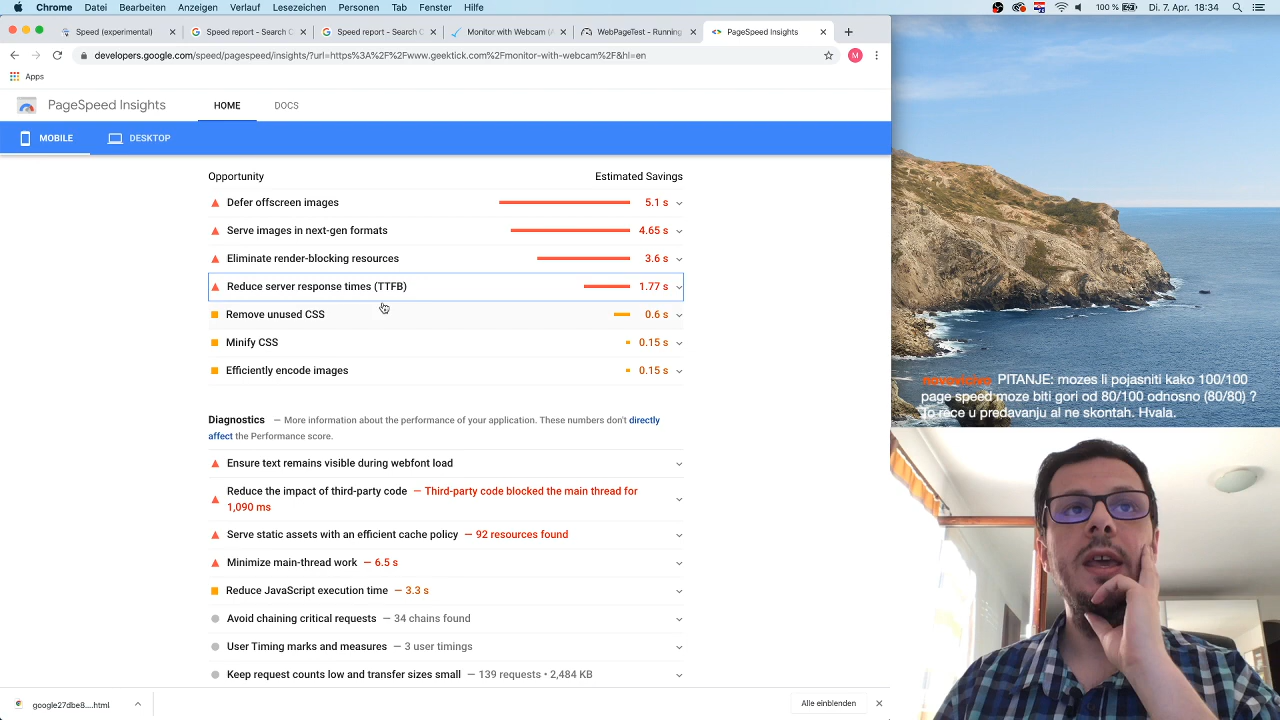 Chrome Datei Bearbeiten Anzeigen Verlauf Lesezeichen Personen Tab Fenster Hilfe 100 % Di. 7. Apr. 18:34
Speed (experimental) Speed report - Search C Speed report - Search C Monitor with Webcam (A WebPageTest - Running PageSpeed Insights
developers.google.com/speed/pagespeed/insights/?url=https%3A%2F%2Fwww.geektick.com%2Fmonitor-with-webcam%2F&hl=en M
Apps
PageSpeed Insights HOME DOCS
MOBILE DESKTOP
Opportunity Estimated Savings
Defer offscreen images 5.1 s
Serve images in next-gen formats 4.65 s
Eliminate render-blocking resources 3.6 s
Reduce server response times (TTFB) 1.77 s
Remove unused CSS 0.6 s
Minify CSS 0.15 s
Efficiently encode images 0.15 s
Diagnostics — More information about the performance of your application. These numbers don't directly
affect the Performance score.
Ensure text remains visible during webfont load
Reduce the impact of third-party code — Third-party code blocked the main thread for
1,090 ms
Serve static assets with an efficient cache policy — 92 resources found
Minimize main-thread work — 6.5 s
Reduce JavaScript execution time — 3.3 s
Avoid chaining critical requests — 34 chains found
User Timing marks and measures — 3 user timings
Keep request counts low and transfer sizes small — 139 requests • 2,484 KB
google27dbe8....html Alle einblenden
PITANJE: mozes li pojasniti kako 100/100
page speed moze biti gori od 80/100 odnosno (80/80) ?
To rece u predavanju al ne skontah. Hvala.